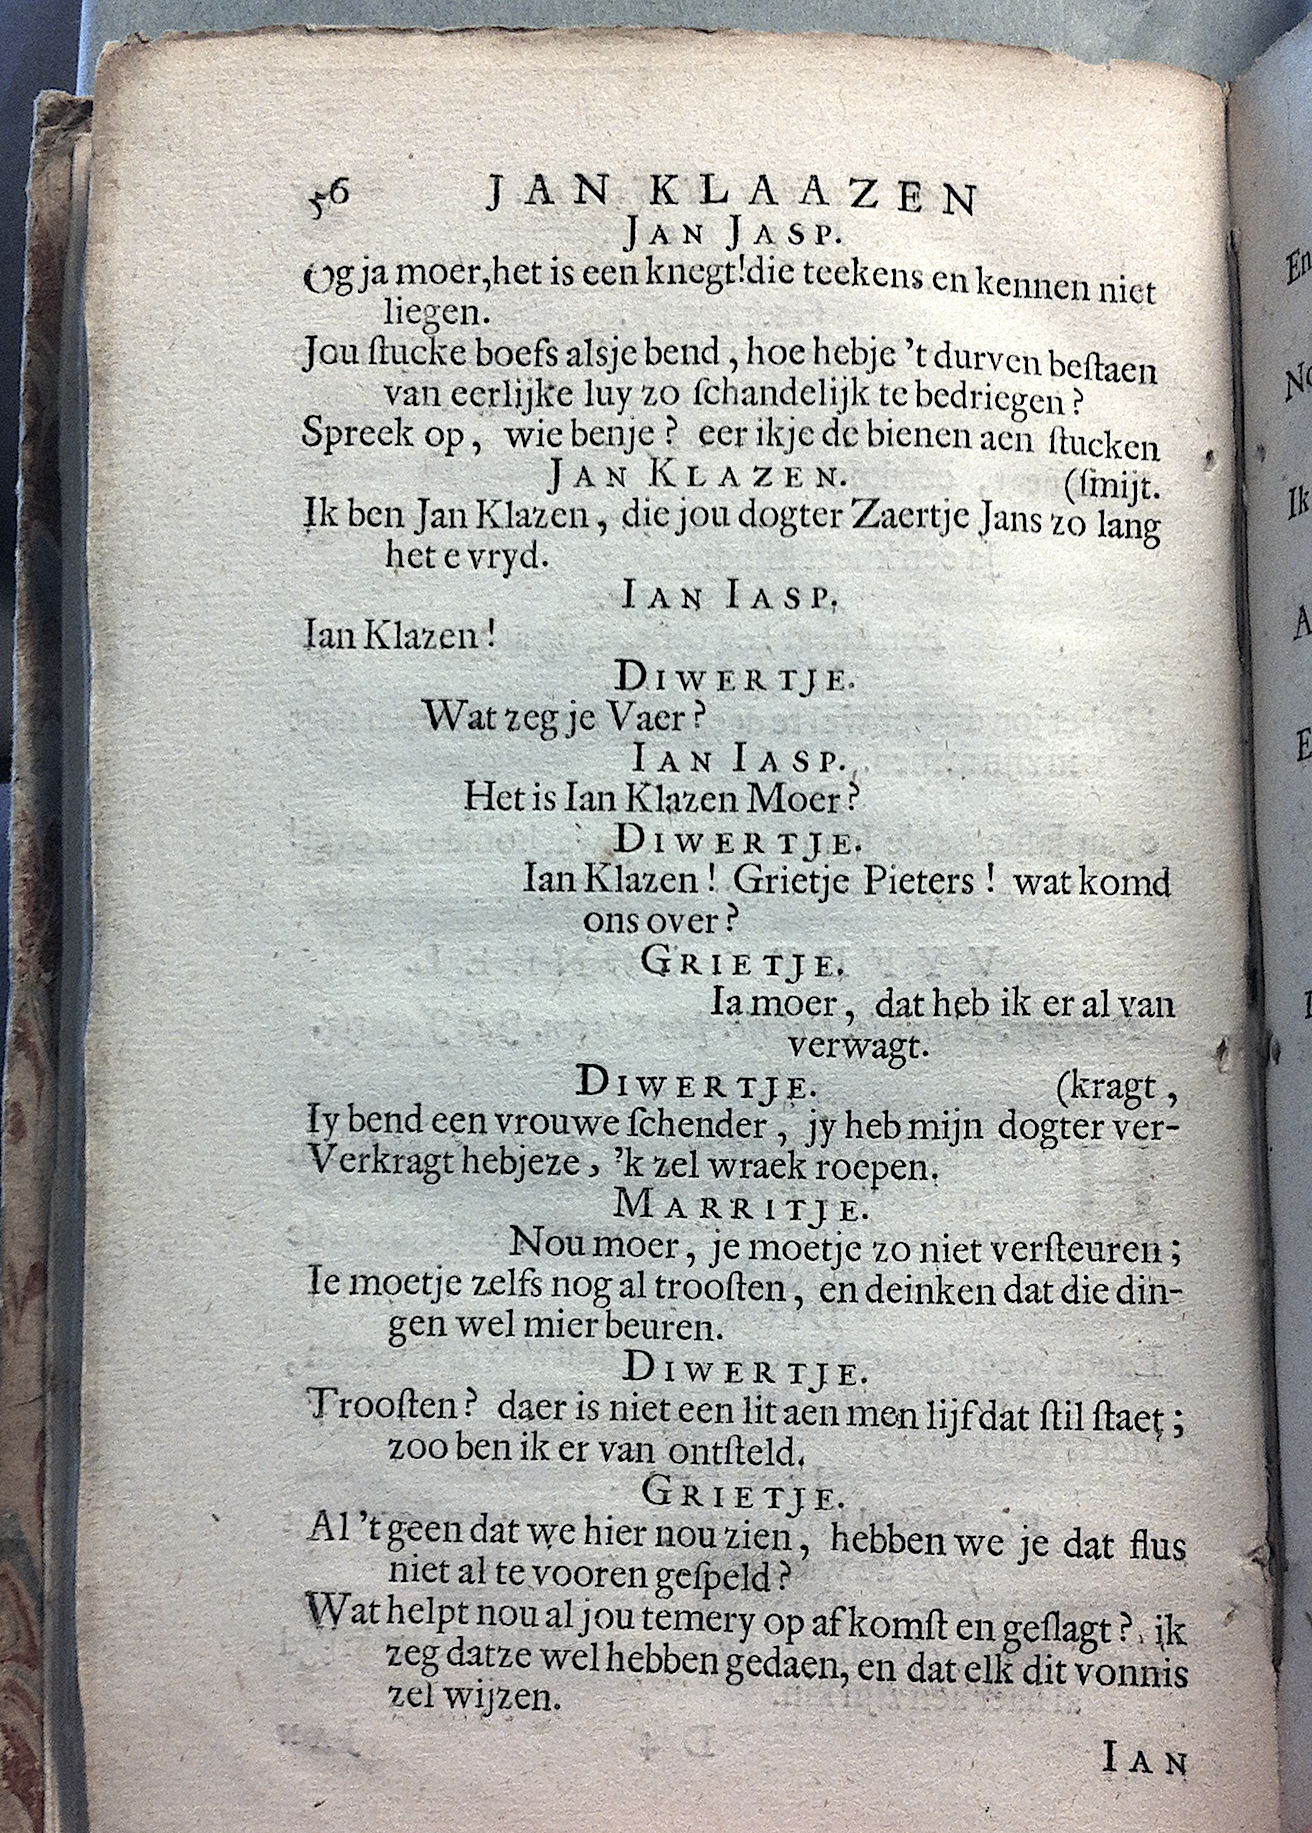 56 JAN KLAAZEN
JAN JASP.
Og ja moer, het is een knegt! die teekens en kennen niet
liegen.
Jou ſtucke boefs alsje bend, hoe hebje 't durven beſtaen
van eerlijke luy zo ſchandelijk te bedriegen?
Spreek op, wie benje? eer ikje de bienen aen ſtucken
JAN KLAZEN. (ſmijt.
Ik ben Jan Klazen, die jou dogter Zaertje Jans zo lang
het e vryd.
IAN IASP.
Ian Klazen!
DIWERTJE.
Wat zeg je Vaer?
IAN IASP.
Het is Ian Klazen Moer?
DIWERTJE.
Ian Klazen! Grietje Pieters! wat komd
ons over?
GRIETJE.
Ia moer, dat heb ik er al van
verwagt.
DIWERTJE. (kragt,
Iy bend een vrouwe ſchender, jy heb mijn dogter ver-
Verkragt hebjeze, 'k zel wraek roepen.
MARRITJE.
Nou moer, je moetje zo niet verſteuren;
Ie moetje zelfs nog al trooſten, en deinken dat die din-
gen wel mier beuren.
DIWERTJE.
Trooſten? daer is niet een lit aen men lijf dat ſtil ſtaet;
zoo ben ik er van ontſteld.
GRIETJE.
Al 't geen dat we hier nou zien, hebben we je dat flus
niet al te vooren geſpeld?
Wat helpt nou al jou temery op afkomſt en geſlagt? ik
zeg datze wel hebben gedaen, en dat elk dit vonnis
zel wijzen.
IAN